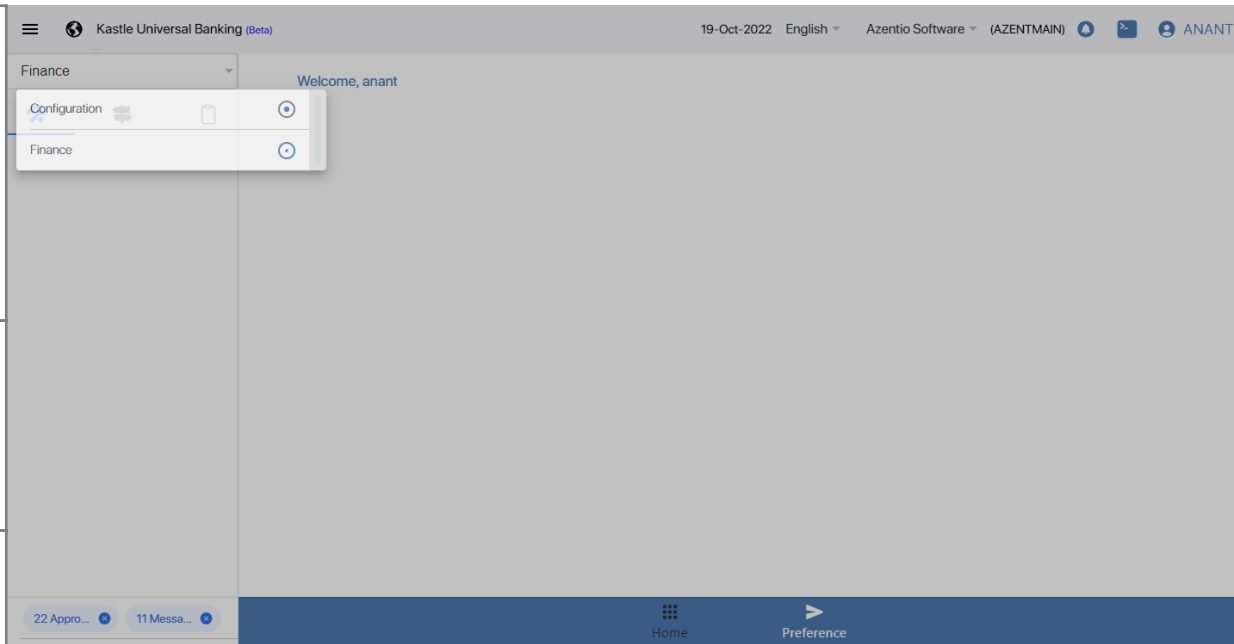 Kastle Universal Banking (Beta) 19-Oct-2022 English Azentio Software (AZENTMAIN) ANANT
Finance
Welcome, anant
Configuration
Finance
22 Appro... 11 Messa...
Home Preference